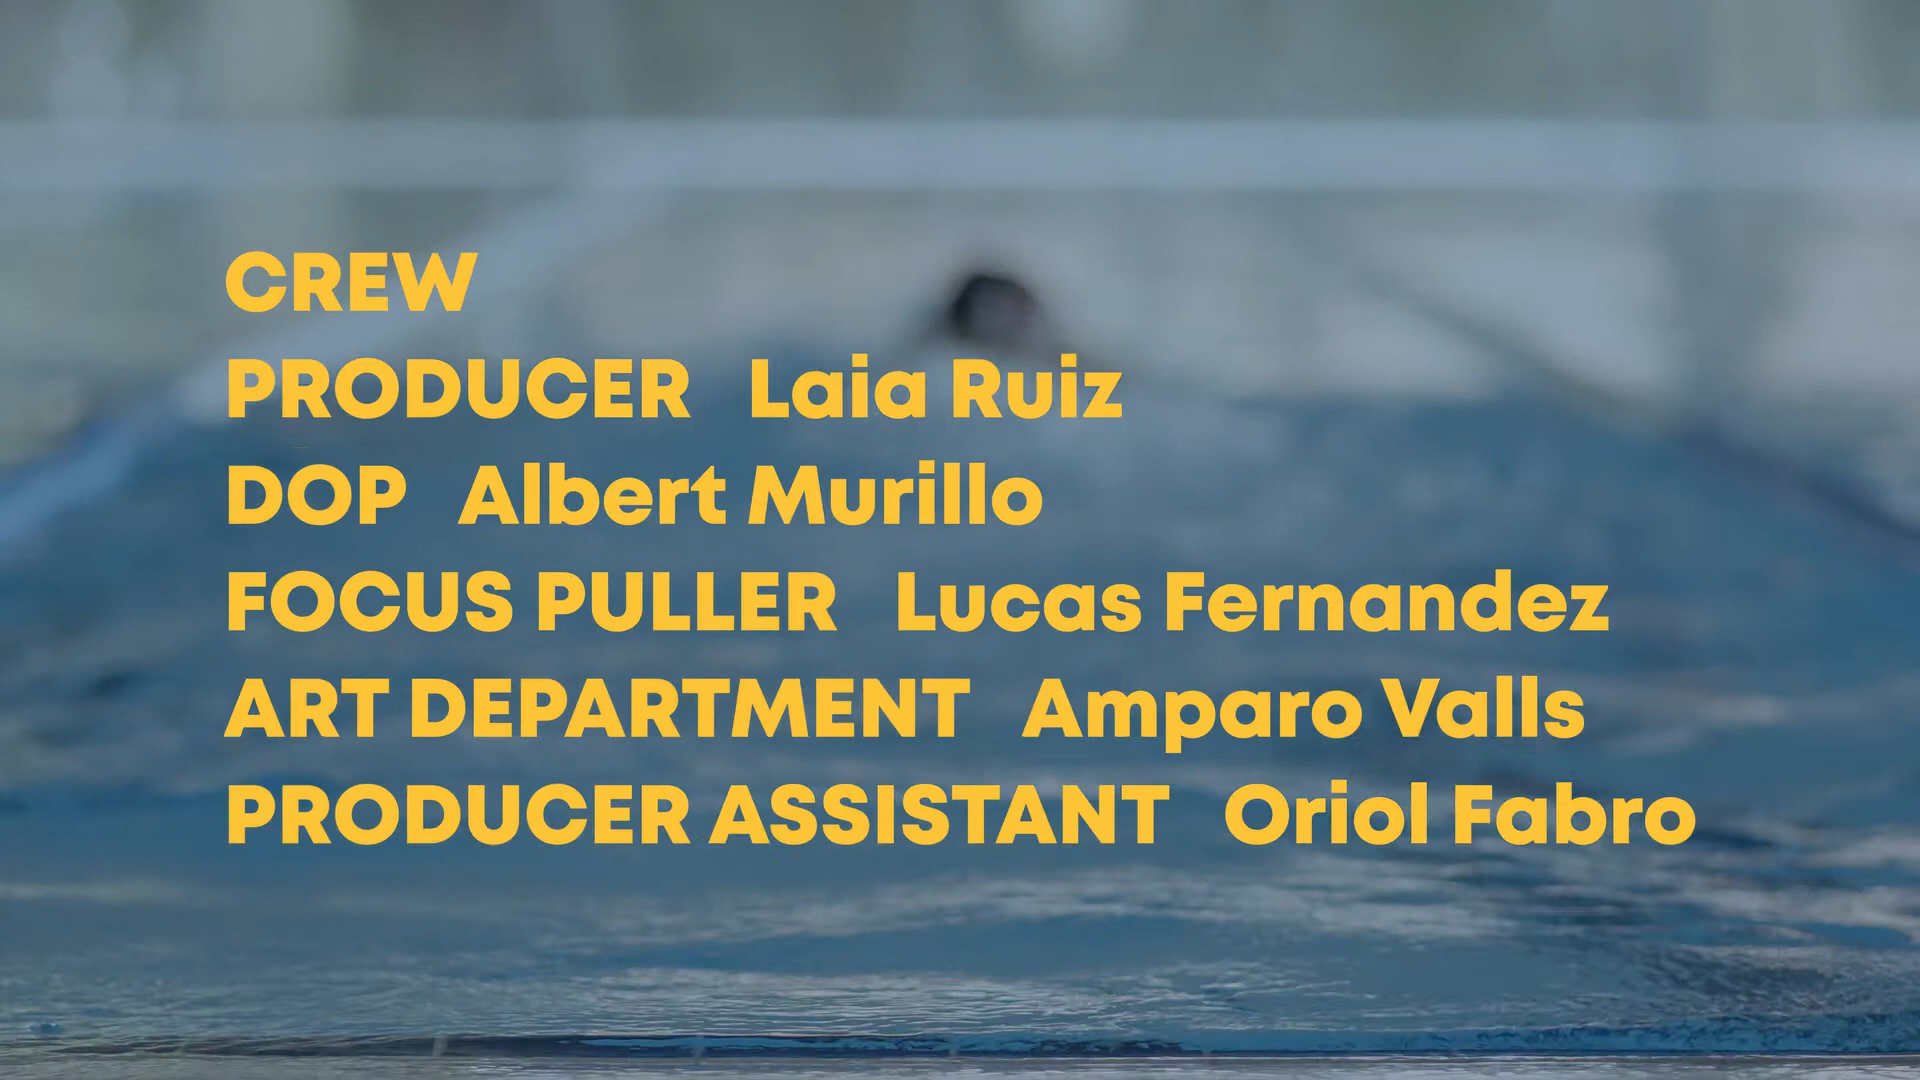 CREW
PRODUCER Laia Ruiz
DOP Albert Murillo
FOCUS PULLER Lucas Fernandez
ART DEPARTMENT Amparo Valls
PRODUCER ASSISTANT Oriol Fabro